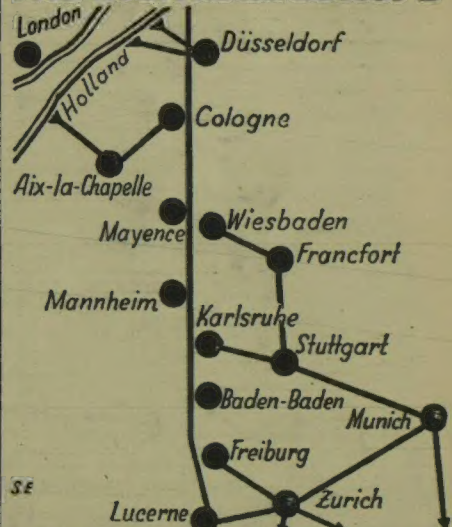 London
Düsseldorf
Holland
Cologne
Aix-la-Chapelle
Mayence
Wiesbaden
Francfort
Mannheim
Karlsruhe
Stuttgart
Baden-Baden
Munich
Freiburg
SE
Lucerne
Zurich